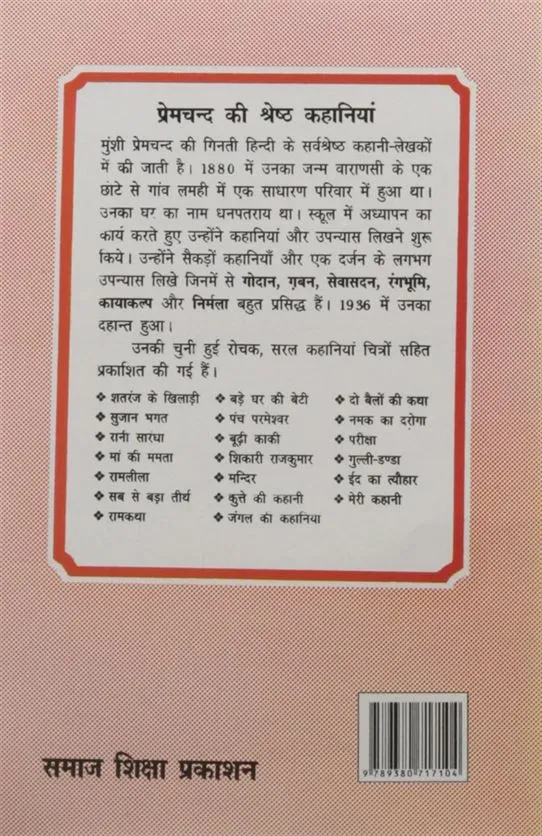 प्रेमचन्द की श्रेष्ठ कहानियां
मुंशी प्रेमचन्द की गिनती हिन्दी के सर्वश्रेष्ठ कहानी-लेखकों
में की जाती है। 1880 में उनका जन्म वाराणसी के एक
छोटे से गांव लमही में एक साधारण परिवार में हुआ था।
उनका घर का नाम धनपतराय था। स्कूल में अध्यापन का
कार्य करते हुए उन्होंने कहानियां और उपन्यास लिखने शुरू
किये। उन्होंने सैकड़ों कहानियाँ और एक दर्जन के लगभग
उपन्यास लिखे जिनमें से गोदान, ग़बन, सेवासदन, रंगभूमि,
कायाकल्प और निर्मला बहुत प्रसिद्ध हैं। 1936 में उनका
दहान्त हुआ।
उनकी चुनी हुई रोचक, सरल कहानियां चित्रों सहित
प्रकाशित की गई हैं।
❖ शतरंज के खिलाड़ी ❖ बड़े घर की बेटी ❖ दो बैलों की कथा
❖ सुजान भगत ❖ पंच परमेश्वर ❖ नमक का दरोगा
❖ रानी सारंधा ❖ बूढ़ी काकी ❖ परीक्षा
❖ मां की ममता ❖ शिकारी राजकुमार ❖ गुल्ली-डण्डा
❖ रामलीला ❖ मन्दिर ❖ ईद का त्यौहार
❖ सब से बड़ा तीर्थ ❖ कुत्ते की कहानी ❖ मेरी कहानी
❖ रामकथा ❖ जंगल की कहानिया
समाज शिक्षा प्रकाशन
9 789380 717104